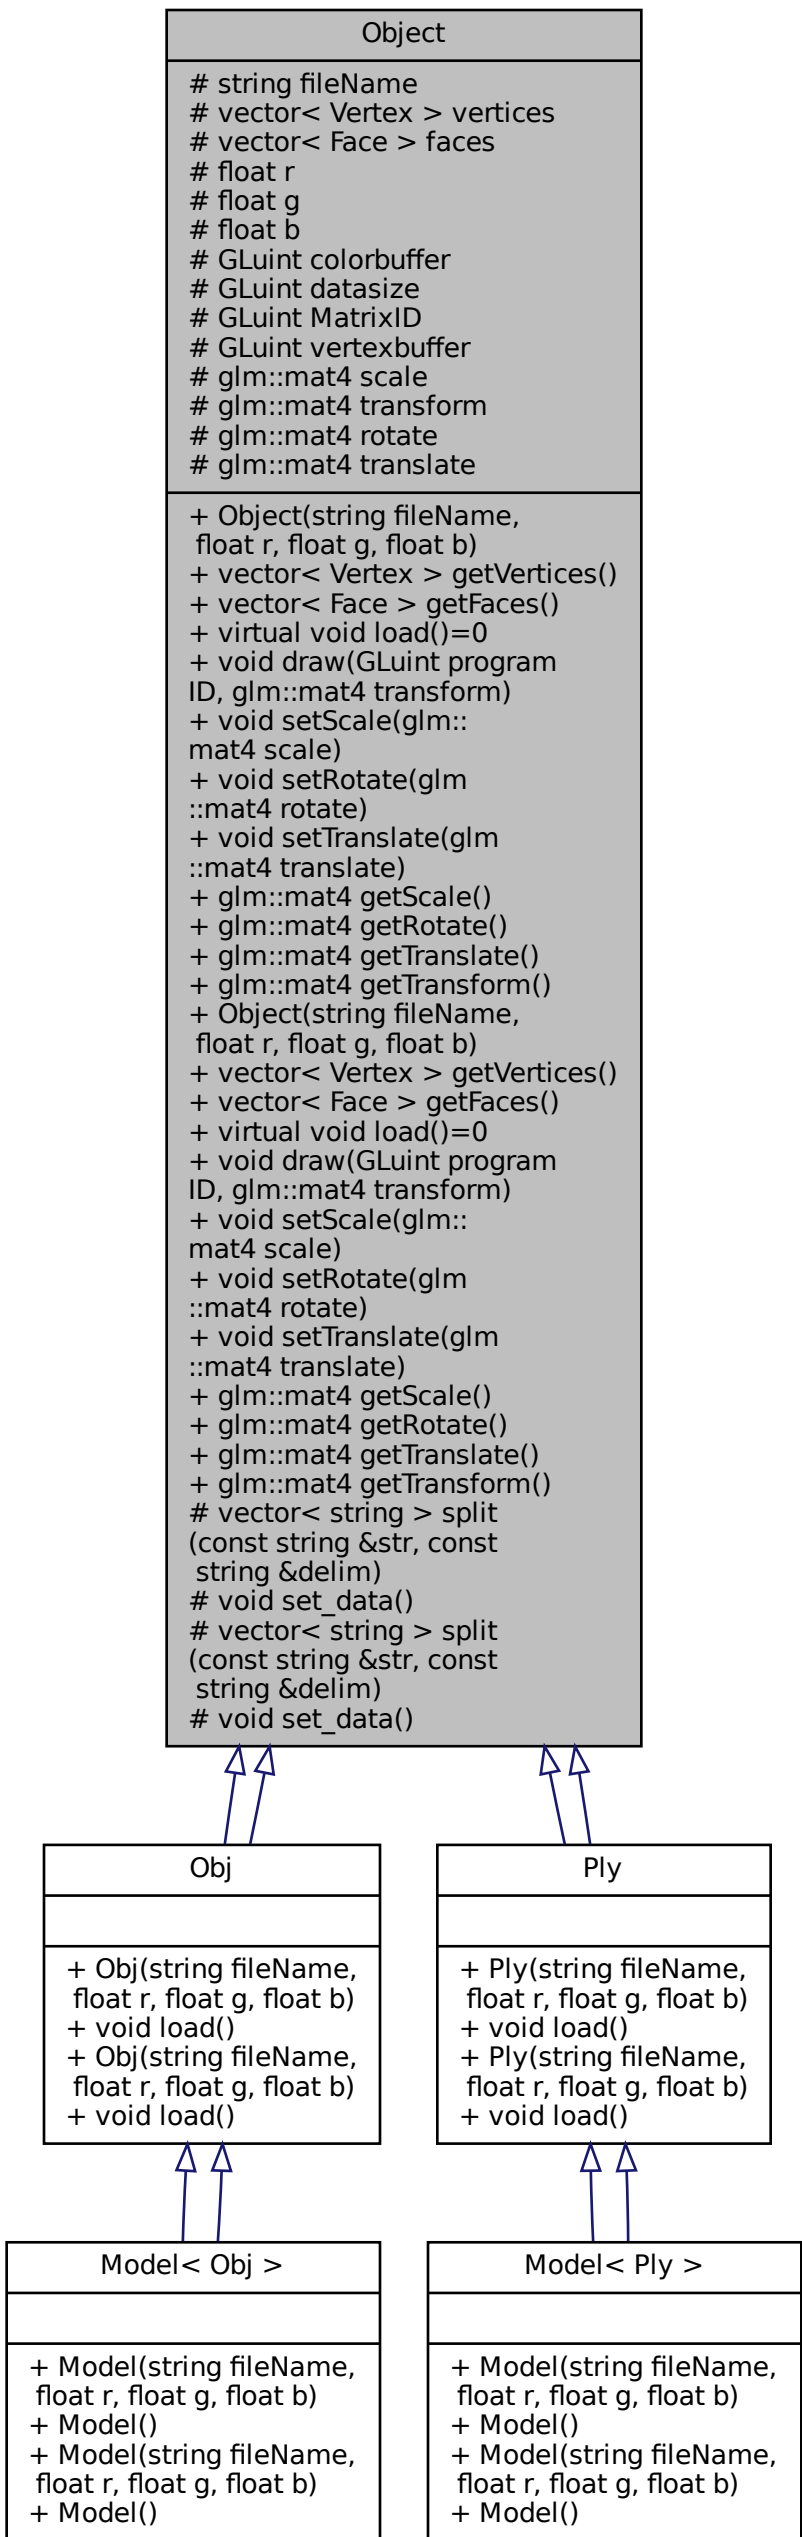 Object
# string fileName
# vector< Vertex > vertices
# vector< Face > faces
# float r
# float g
# float b
# GLuint colorbuffer
# GLuint datasize
# GLuint MatrixID
# GLuint vertexbuffer
# glm::mat4 scale
# glm::mat4 transform
# glm::mat4 rotate
# glm::mat4 translate
+ Object(string fileName,
float r, float g, float b)
+ vector< Vertex > getVertices()
+ vector< Face > getFaces()
+ virtual void load()=0
+ void draw(GLuint program
ID, glm::mat4 transform)
+ void setScale(glm::
mat4 scale)
+ void setRotate(glm
::mat4 rotate)
+ void setTranslate(glm
::mat4 translate)
+ glm::mat4 getScale()
+ glm::mat4 getRotate()
+ glm::mat4 getTranslate()
+ glm::mat4 getTransform()
+ Object(string fileName,
float r, float g, float b)
+ vector< Vertex > getVertices()
+ vector< Face > getFaces()
+ virtual void load()=0
+ void draw(GLuint program
ID, glm::mat4 transform)
+ void setScale(glm::
mat4 scale)
+ void setRotate(glm
::mat4 rotate)
+ void setTranslate(glm
::mat4 translate)
+ glm::mat4 getScale()
+ glm::mat4 getRotate()
+ glm::mat4 getTranslate()
+ glm::mat4 getTransform()
# vector< string > split
(const string &str, const
string &delim)
# void set_data()
# vector< string > split
(const string &str, const
string &delim)
# void set_data()
Obj
+ Obj(string fileName,
float r, float g, float b)
+ void load()
+ Obj(string fileName,
float r, float g, float b)
+ void load()
Ply
+ Ply(string fileName,
float r, float g, float b)
+ void load()
+ Ply(string fileName,
float r, float g, float b)
+ void load()
Model< Obj >
+ Model(string fileName,
float r, float g, float b)
+ Model()
+ Model(string fileName,
float r, float g, float b)
+ Model()
Model< Ply >
+ Model(string fileName,
float r, float g, float b)
+ Model()
+ Model(string fileName,
float r, float g, float b)
+ Model()